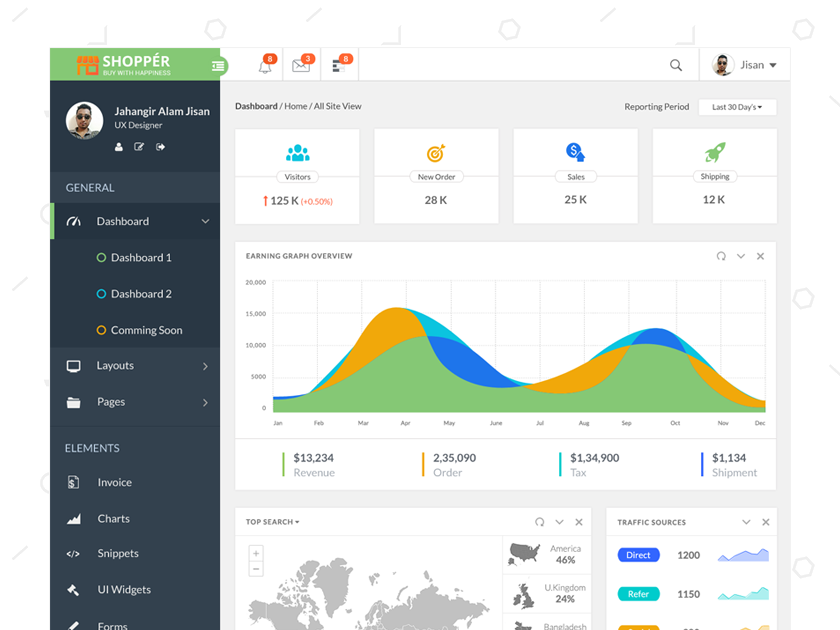 SHOPPÉR
BUY WITH HAPPINESS
8
3
8
Jisan
Jahangir Alam Jisan
UX Designer
GENERAL
Dashboard
Dashboard 1
Dashboard 2
Comming Soon
Layouts
Pages
ELEMENTS
Invoice
Charts
Snippets
UI Widgets
Forms
Dashboard / Home / All Site View
Reporting Period
Last 30 Day's
Visitors
125 K (+0.50%)
New Order
28 K
Sales
25 K
Shipping
12 K
EARNING GRAPH OVERVIEW
20,000
15,000
10,000
5000
0
Jan Feb Mar Apr May June Jul Aug Sep Oct Nov Dec
$13,234
Revenue
2,35,090
Order
$1,34,900
Tax
$1,134
Shipment
TOP SEARCH
+
−
America
46%
U.Kingdom
24%
Bangladesh
TRAFFIC SOURCES
Direct 1200
Refer 1150